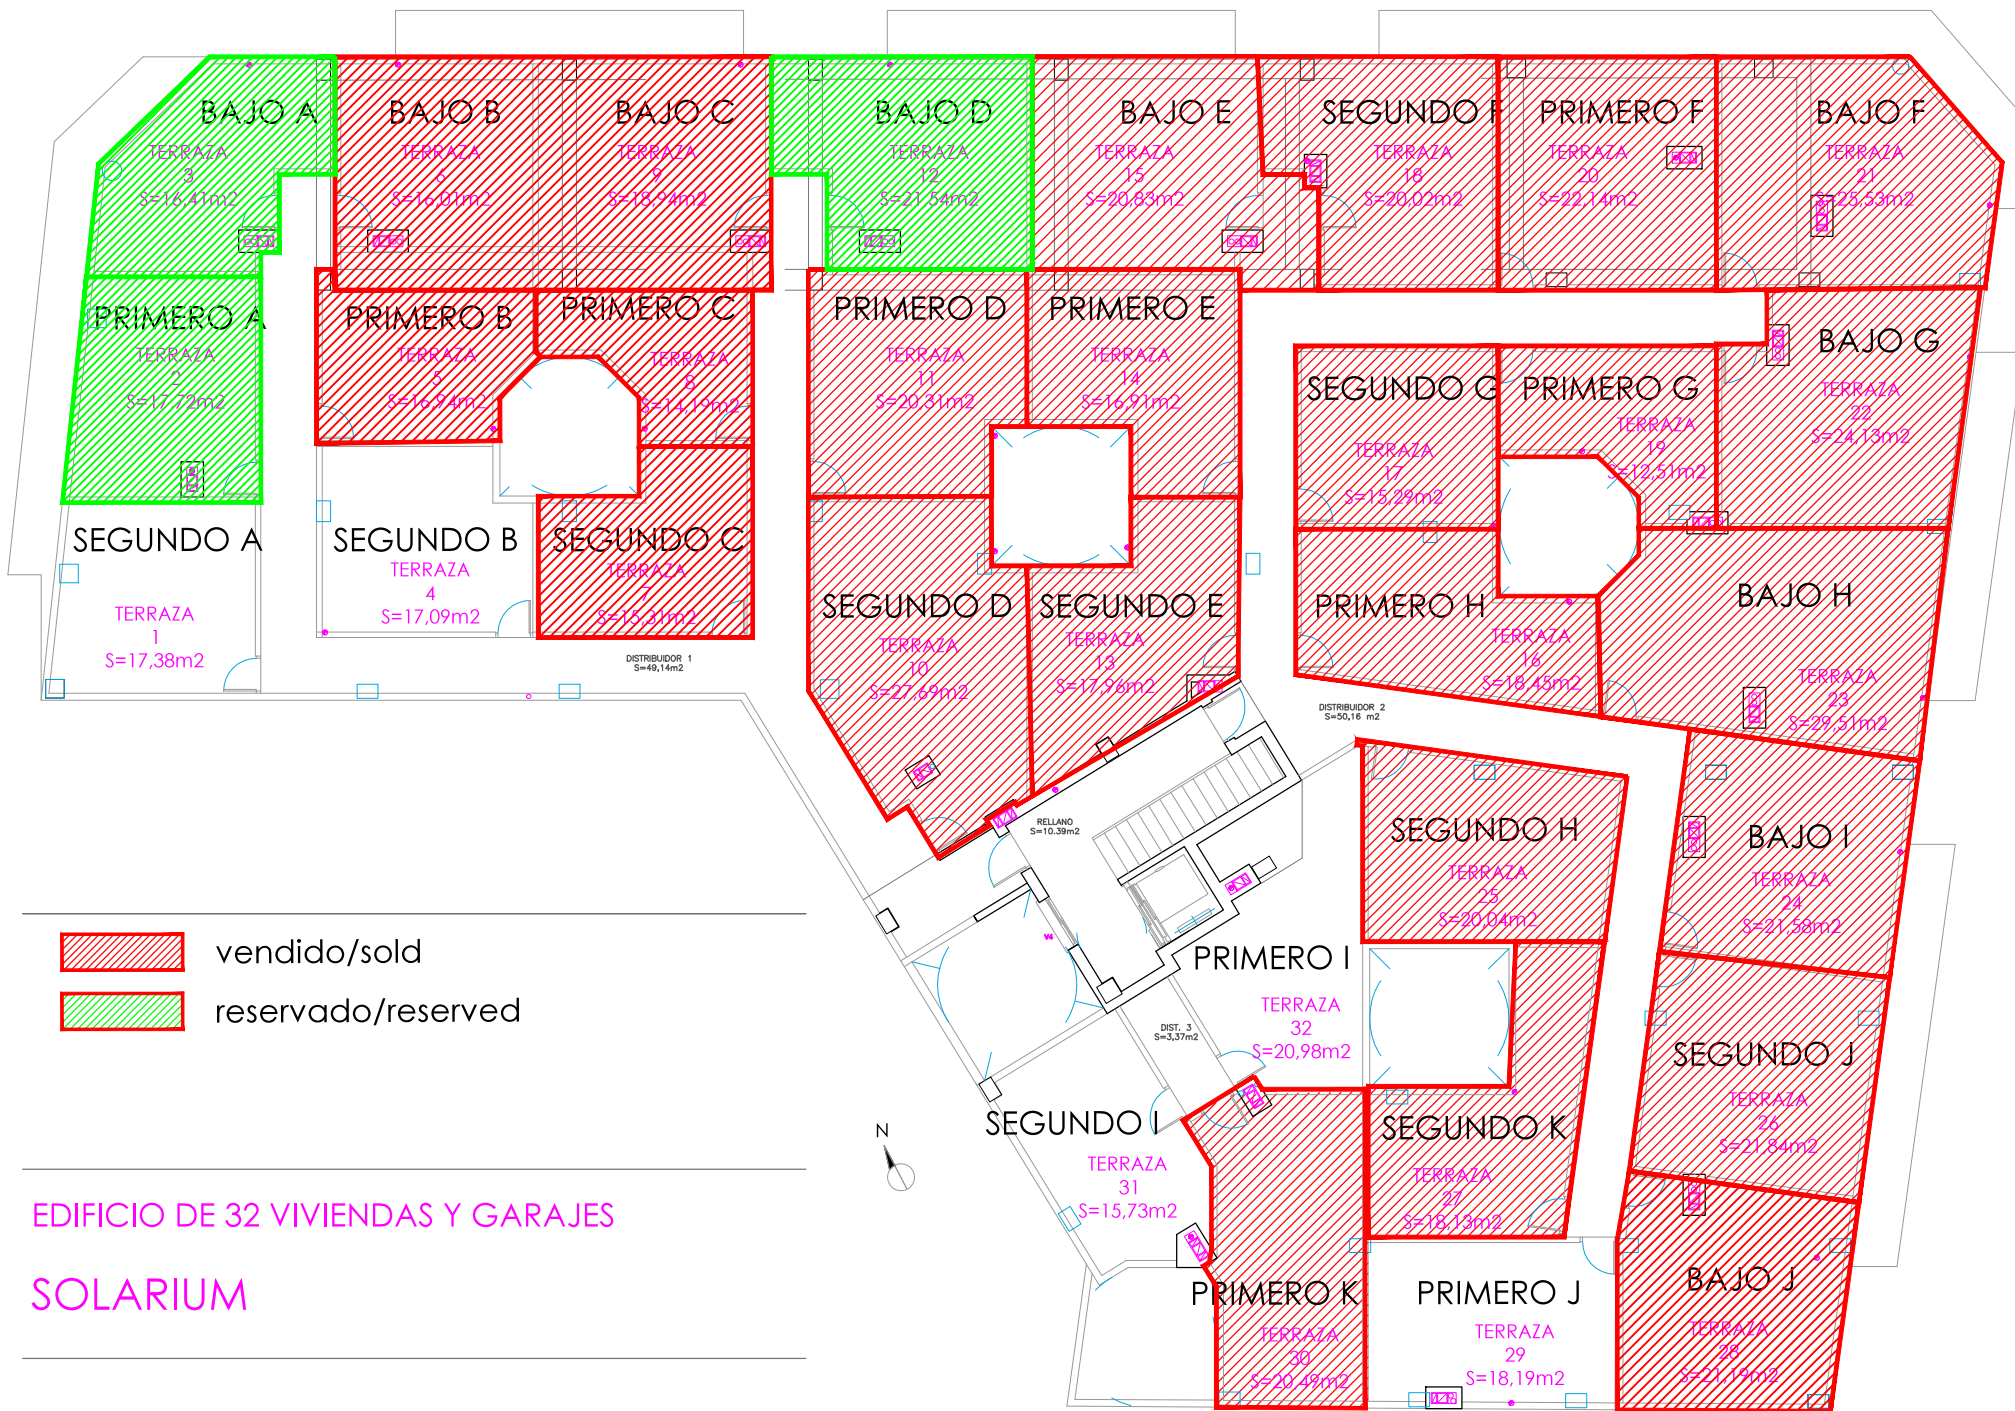 BAJO A
TERRAZA
3
S=16,41m2
BAJO B
TERRAZA
6
S=16,01m2
BAJO C
TERRAZA
9
S=18,94m2
BAJO D
TERRAZA
12
S=21,54m2
BAJO E
TERRAZA
15
S=20,83m2
SEGUNDO F
TERRAZA
18
S=20,02m2
PRIMERO F
TERRAZA
20
S=22,14m2
BAJO F
TERRAZA
21
S=25,53m2
PRIMERO A
TERRAZA
2
S=17,72m2
PRIMERO B
TERRAZA
5
S=16,94m2
PRIMERO C
TERRAZA
8
S=14,19m2
PRIMERO D
TERRAZA
11
S=20,31m2
PRIMERO E
TERRAZA
14
S=16,91m2
SEGUNDO G
TERRAZA
17
S=15,29m2
PRIMERO G
TERRAZA
19
S=12,51m2
BAJO G
TERRAZA
22
S=24,13m2
SEGUNDO A
TERRAZA
1
S=17,38m2
SEGUNDO B
TERRAZA
4
S=17,09m2
SEGUNDO C
TERRAZA
7
S=15,31m2
DISTRIBUIDOR 1
S=49,14m2
SEGUNDO D
TERRAZA
10
S=27,69m2
SEGUNDO E
TERRAZA
13
S=17,96m2
PRIMERO H
TERRAZA
16
S=18,45m2
BAJO H
TERRAZA
23
S=29,51m2
DISTRIBUIDOR 2
S=50,16 m2
RELLANO
S=10.39m2
SEGUNDO H
TERRAZA
25
S=20,04m2
BAJO I
TERRAZA
24
S=21,58m2
vendido/sold
reservado/reserved
PRIMERO I
TERRAZA
32
S=20,98m2
DIST. 3
S=3,37m2
SEGUNDO J
TERRAZA
26
S=21,84m2
SEGUNDO I
TERRAZA
31
S=15,73m2
SEGUNDO K
TERRAZA
27
S=18,13m2
N
EDIFICIO DE 32 VIVIENDAS Y GARAJES
SOLARIUM
PRIMERO K
TERRAZA
30
S=20,49m2
PRIMERO J
TERRAZA
29
S=18,19m2
BAJO J
TERRAZA
28
S=21,19m2